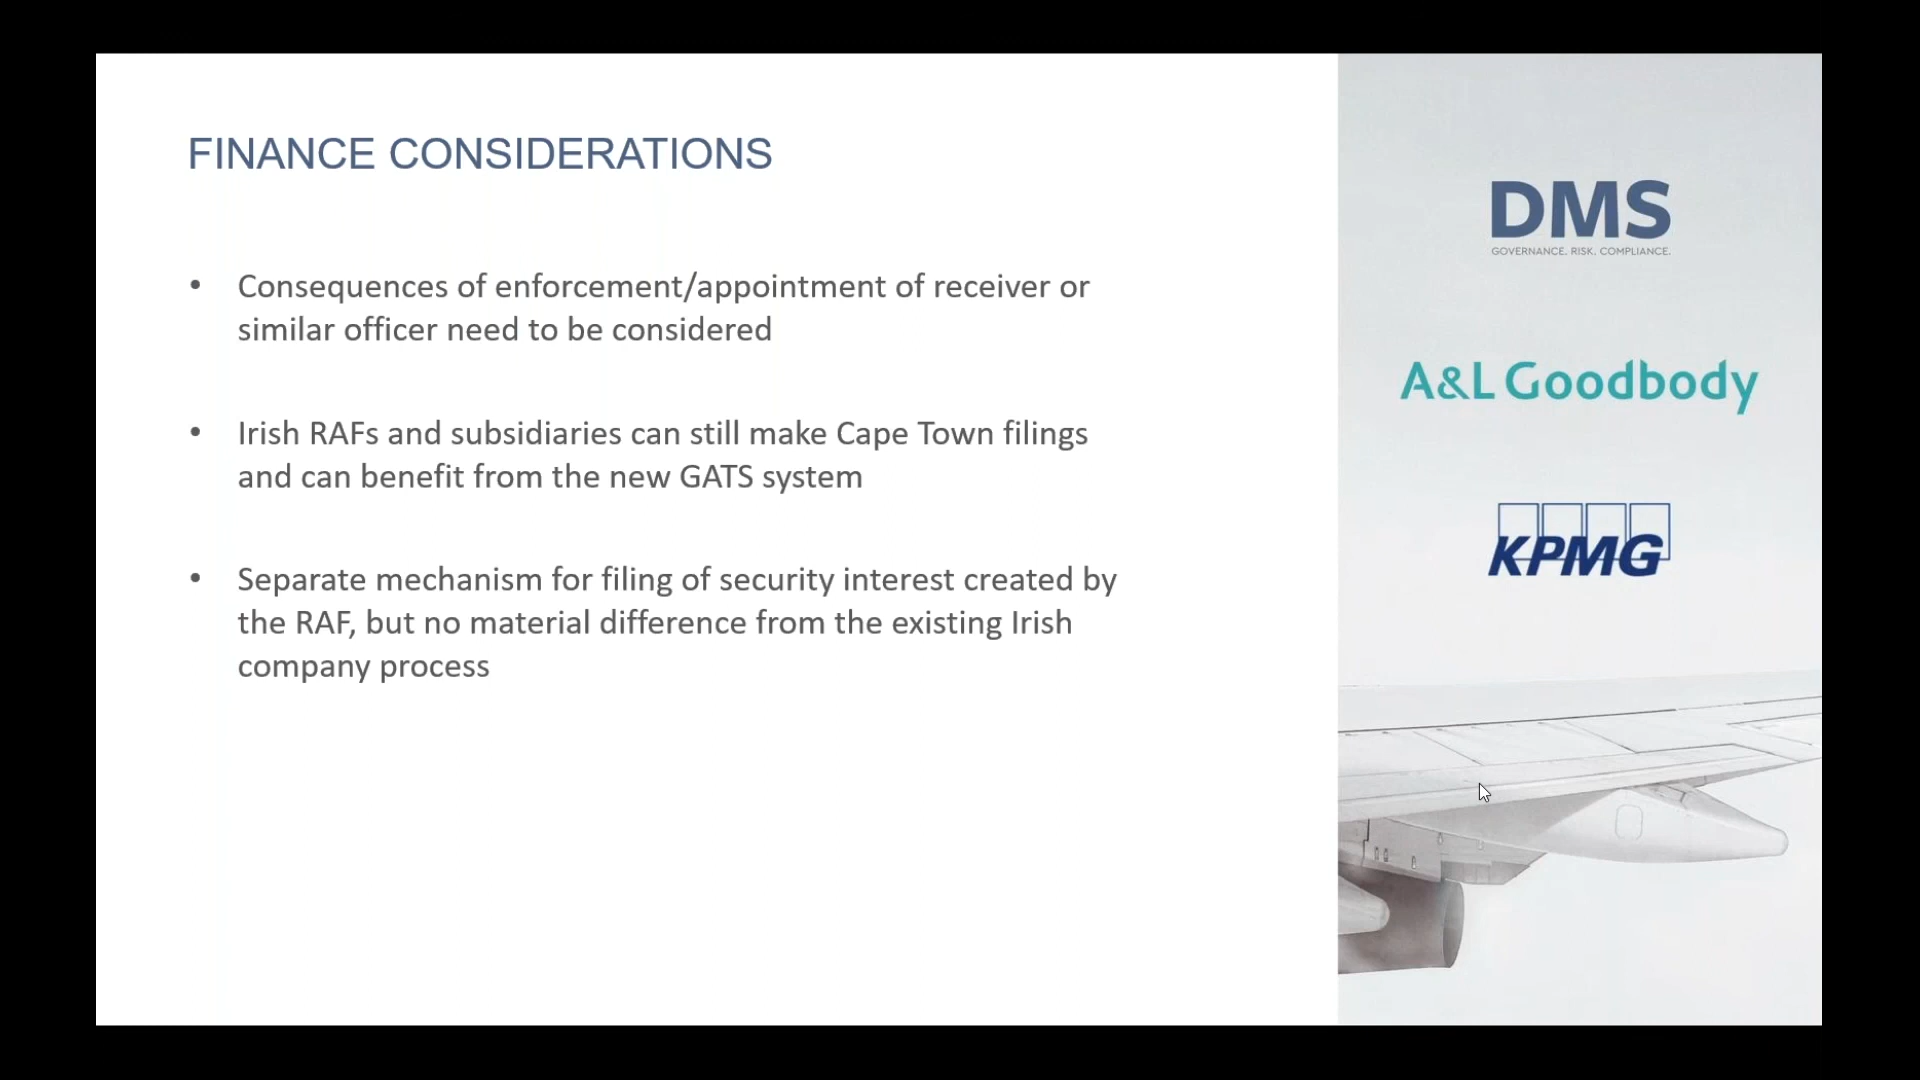 FINANCE CONSIDERATIONS
• Consequences of enforcement/appointment of receiver or
similar officer need to be considered
• Irish RAFs and subsidiaries can still make Cape Town filings
and can benefit from the new GATS system
• Separate mechanism for filing of security interest created by
the RAF, but no material difference from the existing Irish
company process
DMS
GOVERNANCE. RISK. COMPLIANCE.
A&L Goodbody
KPMG